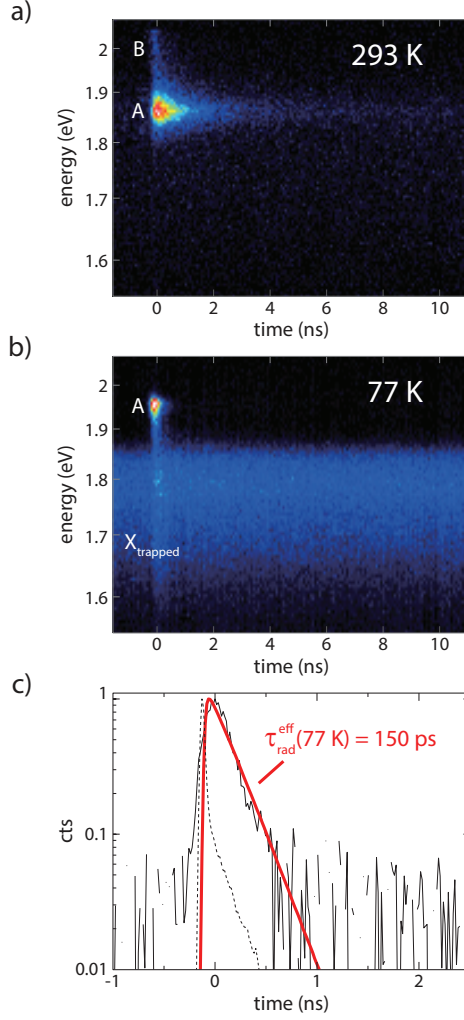 a)
293 K
B
A
energy (eV)
2
1.9
1.8
1.7
1.6
0 2 4 6 8 10
time (ns)
b)
77 K
A
X_trapped
energy (eV)
2
1.9
1.8
1.7
1.6
0 2 4 6 8 10
time (ns)
c)
τ_rad^eff(77 K) = 150 ps
cts
1
0.1
0.01
-1 0 1 2
time (ns)